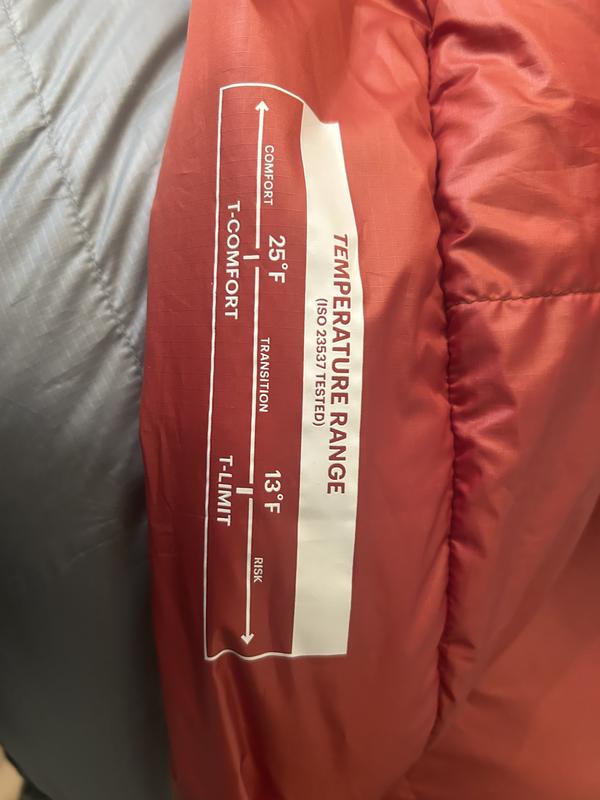 TEMPERATURE RANGE
(ISO 23537 TESTED)
25°F
13°F
COMFORT
TRANSITION
RISK
T-COMFORT
T-LIMIT